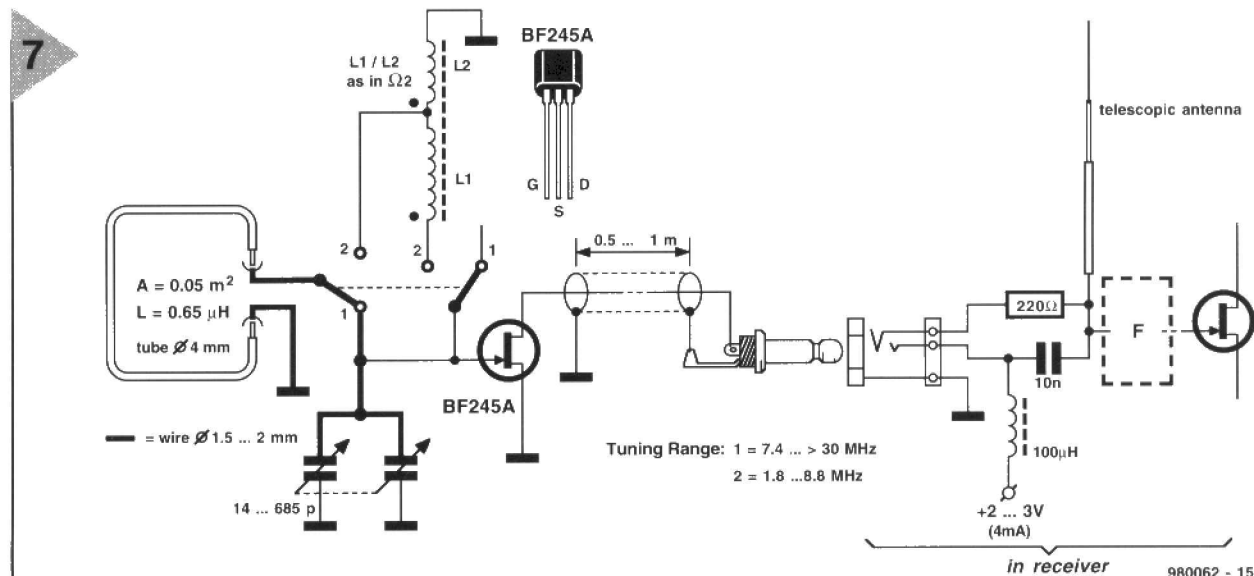 7
L1 / L2
as in Ω2
L2
L1
BF245A
G
D
S
telescopic antenna
2
2
1
0.5 ... 1 m
A = 0.05 m²
L = 0.65 μH
tube Ø 4 mm
1
220Ω
F
10n
BF245A
= wire Ø 1.5 ... 2 mm
14 ... 685 p
Tuning Range: 1 = 7.4 ... > 30 MHz
2 = 1.8 ...8.8 MHz
100μH
+2 ... 3V
(4mA)
in receiver
980062 - 15